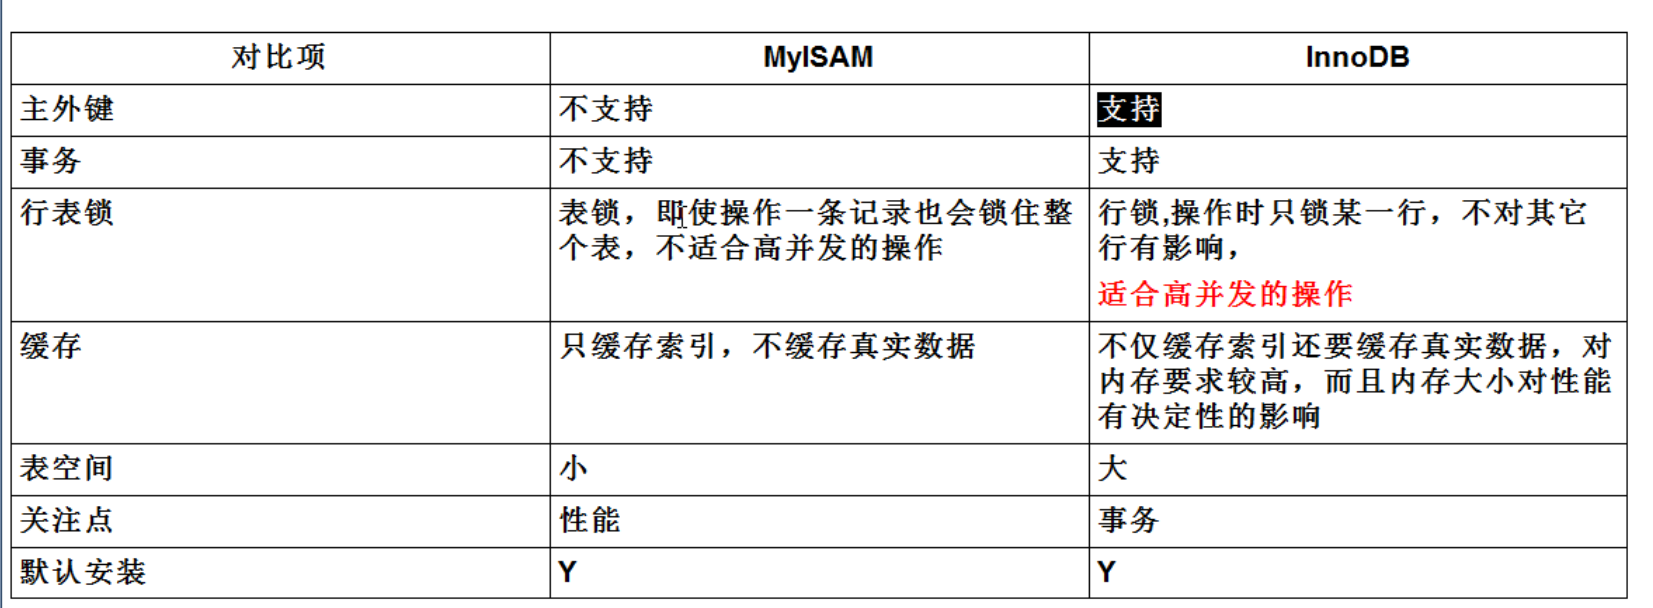 对比项 MyISAM InnoDB
主外键 不支持 支持
事务 不支持 支持
行表锁 表锁，即使操作一条记录也会锁住整 行锁,操作时只锁某一行，不对其它
个表，不适合高并发的操作 行有影响，
适合高并发的操作
缓存 只缓存索引，不缓存真实数据 不仅缓存索引还要缓存真实数据，对
内存要求较高，而且内存大小对性能
有决定性的影响
表空间 小 大
关注点 性能 事务
默认安装 Y Y